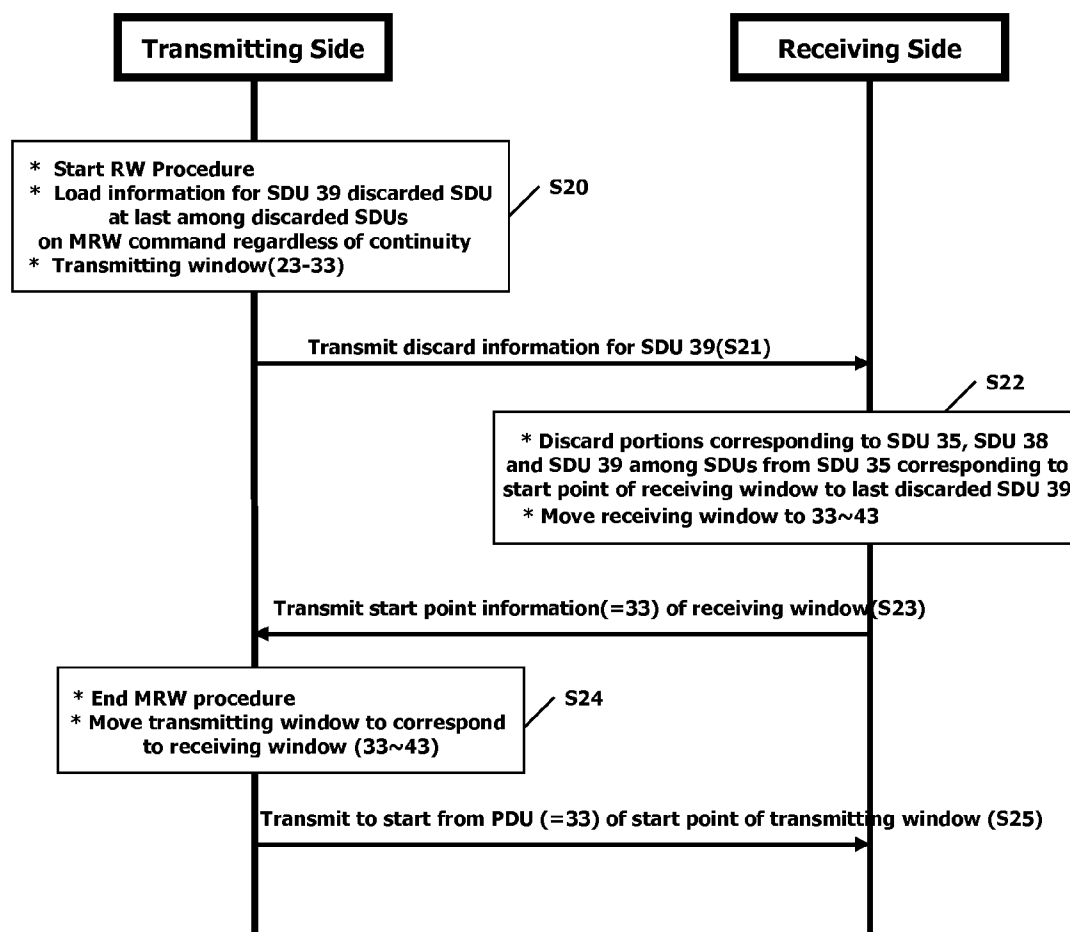 Transmitting Side
Receiving Side
* Start RW Procedure
* Load information for SDU 39 discarded SDU
at last among discarded SDUs
on MRW command regardless of continuity
* Transmitting window(23-33)
S20
Transmit discard information for SDU 39(S21)
S22
* Discard portions corresponding to SDU 35, SDU 38
and SDU 39 among SDUs from SDU 35 corresponding to
start point of receiving window to last discarded SDU 39
* Move receiving window to 33~43
Transmit start point information(=33) of receiving window(S23)
* End MRW procedure
* Move transmitting window to correspond
to receiving window (33~43)
S24
Transmit to start from PDU (=33) of start point of transmitting window (S25)